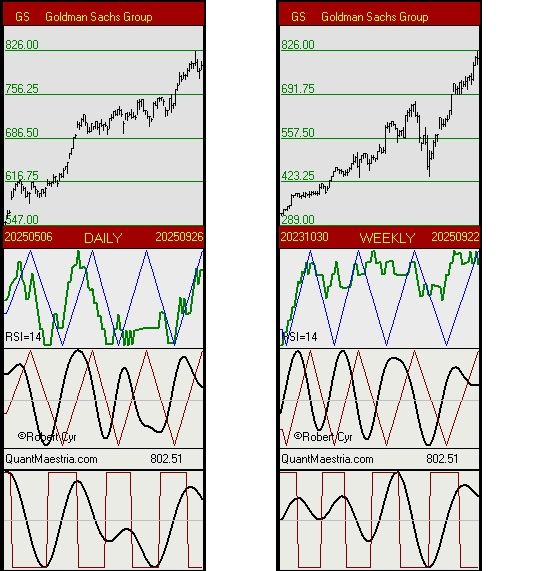 GS Goldman Sachs Group
826.00
756.25
686.50
616.75
547.00
20250506 DAILY 20250926
RSI=14
©Robert Cyr
QuantMaestria.com 802.51
GS Goldman Sachs Group
826.00
691.75
557.50
423.25
289.00
20231030 WEEKLY 20250922
RSI=14
©Robert Cyr
QuantMaestria.com 802.51